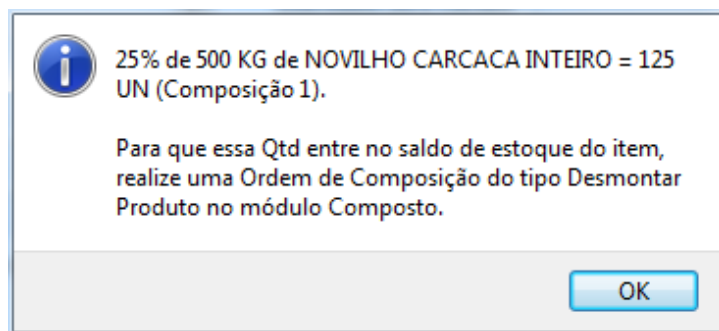 25% de 500 KG de NOVILHO CARCACA INTEIRO = 125
UN (Composição 1).
Para que essa Qtd entre no saldo de estoque do item,
realize uma Ordem de Composição do tipo Desmontar
Produto no módulo Composto.
OK